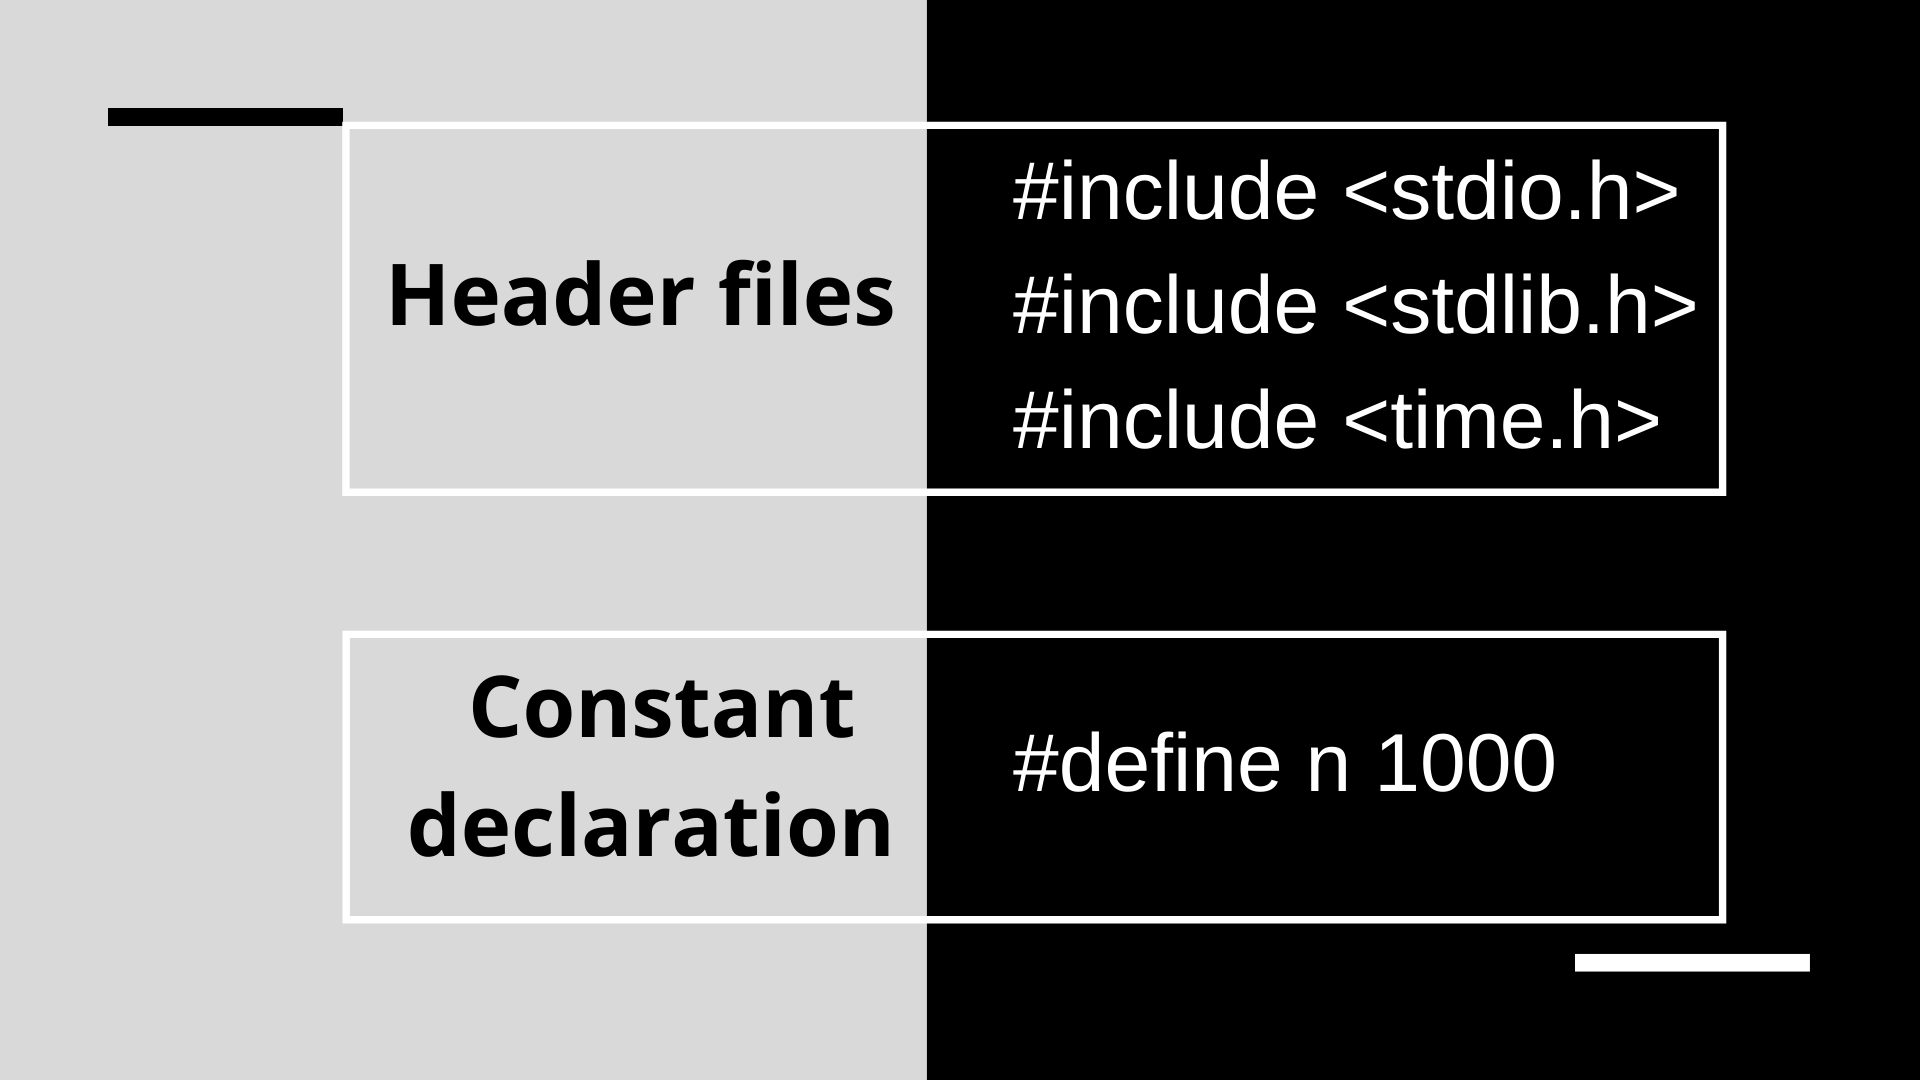 Header files
#include <stdio.h>
#include <stdlib.h>
#include <time.h>
Constant
declaration
#define n 1000